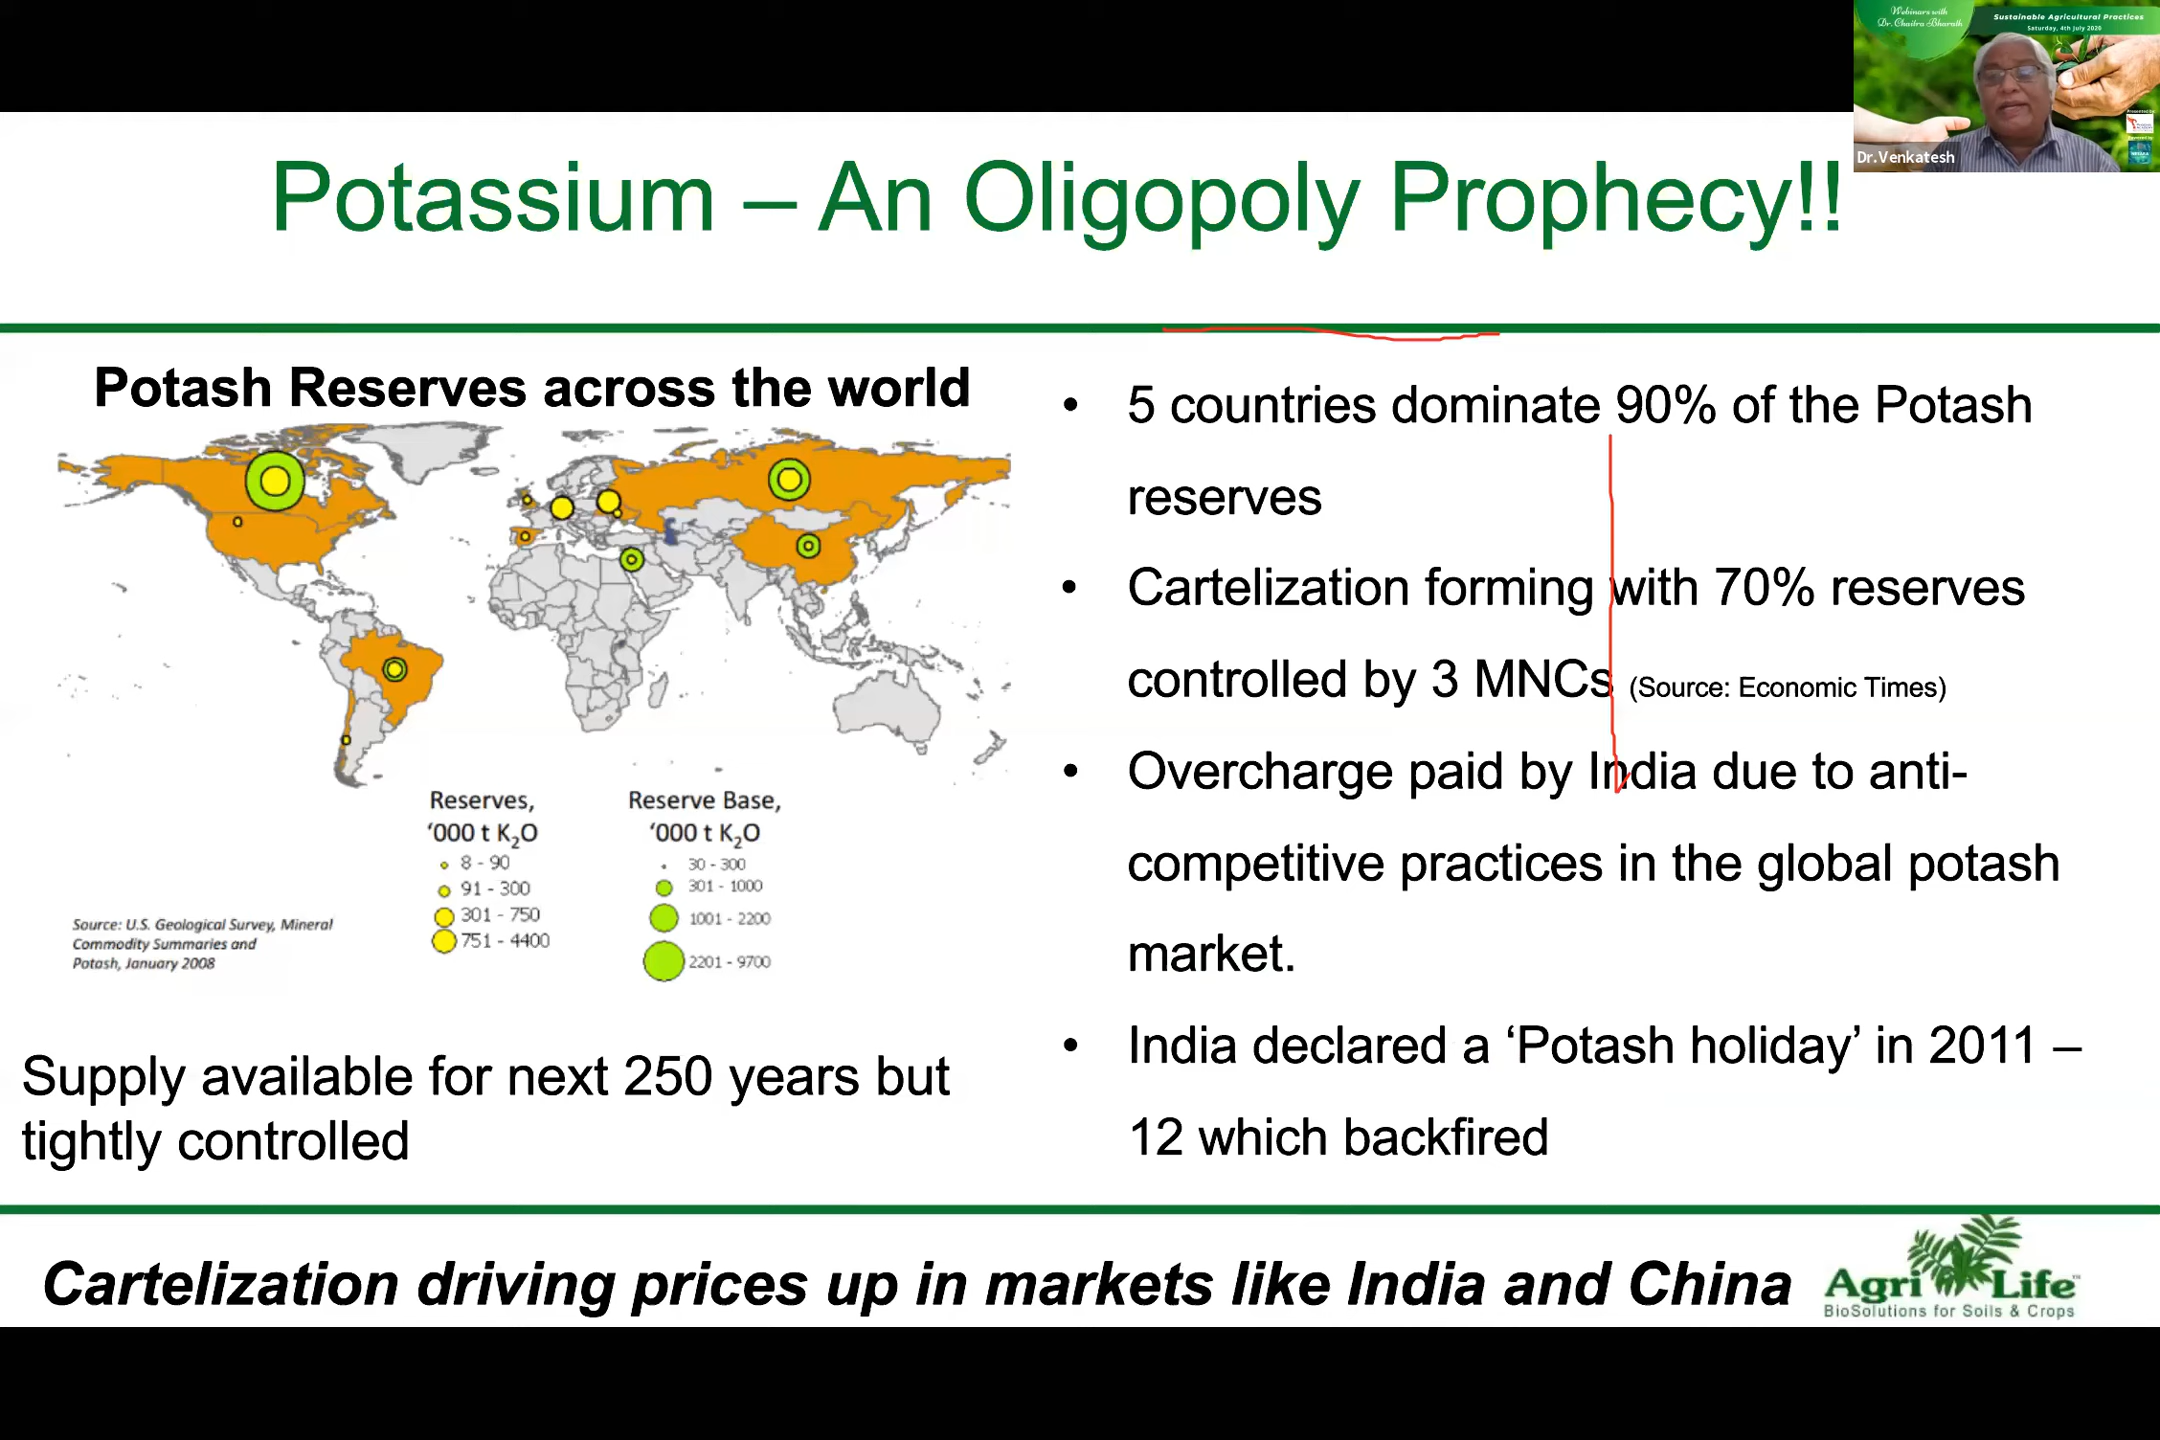 Webinars with
Dr. Chaitra Bharath
Sustainable Agricultural Practices
Saturday, 4th July 2020
Dr.Venkatesh
Potassium – An Oligopoly Prophecy!!
Potash Reserves across the world
Reserves,
‘000 t K₂O
8 - 90
91 - 300
301 - 750
751 - 4400
Reserve Base,
‘000 t K₂O
30 - 300
301 - 1000
1001 - 2200
2201 - 9700
Source: U.S. Geological Survey, Mineral
Commodity Summaries and
Potash, January 2008
Supply available for next 250 years but
tightly controlled
• 5 countries dominate 90% of the Potash
reserves
• Cartelization forming with 70% reserves
controlled by 3 MNCs (Source: Economic Times)
• Overcharge paid by India due to anti-
competitive practices in the global potash
market.
• India declared a ‘Potash holiday’ in 2011 –
12 which backfired
Cartelization driving prices up in markets like India and China
Agri Life™
BioSolutions for Soils & Crops